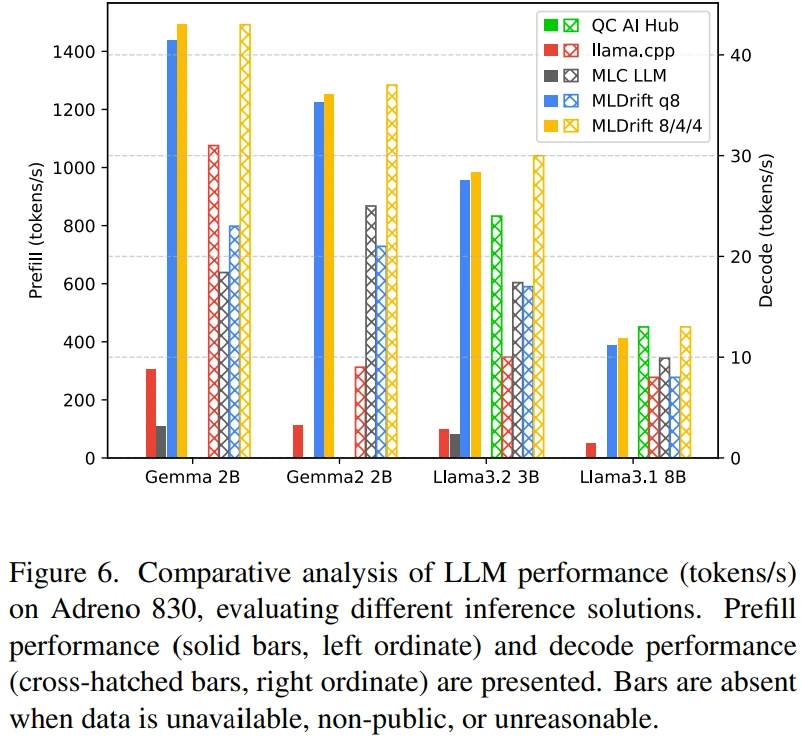 1400
1200
1000
800
600
400
200
0
Prefill (tokens/s)
QC AI Hub
llama.cpp
MLC LLM
MLDrift q8
MLDrift 8/4/4
40
30
20
10
0
Decode (tokens/s)
Gemma 2B
Gemma2 2B
Llama3.2 3B
Llama3.1 8B
Figure 6. Comparative analysis of LLM performance (tokens/s)
on Adreno 830, evaluating different inference solutions. Prefill
performance (solid bars, left ordinate) and decode performance
(cross-hatched bars, right ordinate) are presented. Bars are absent
when data is unavailable, non-public, or unreasonable.